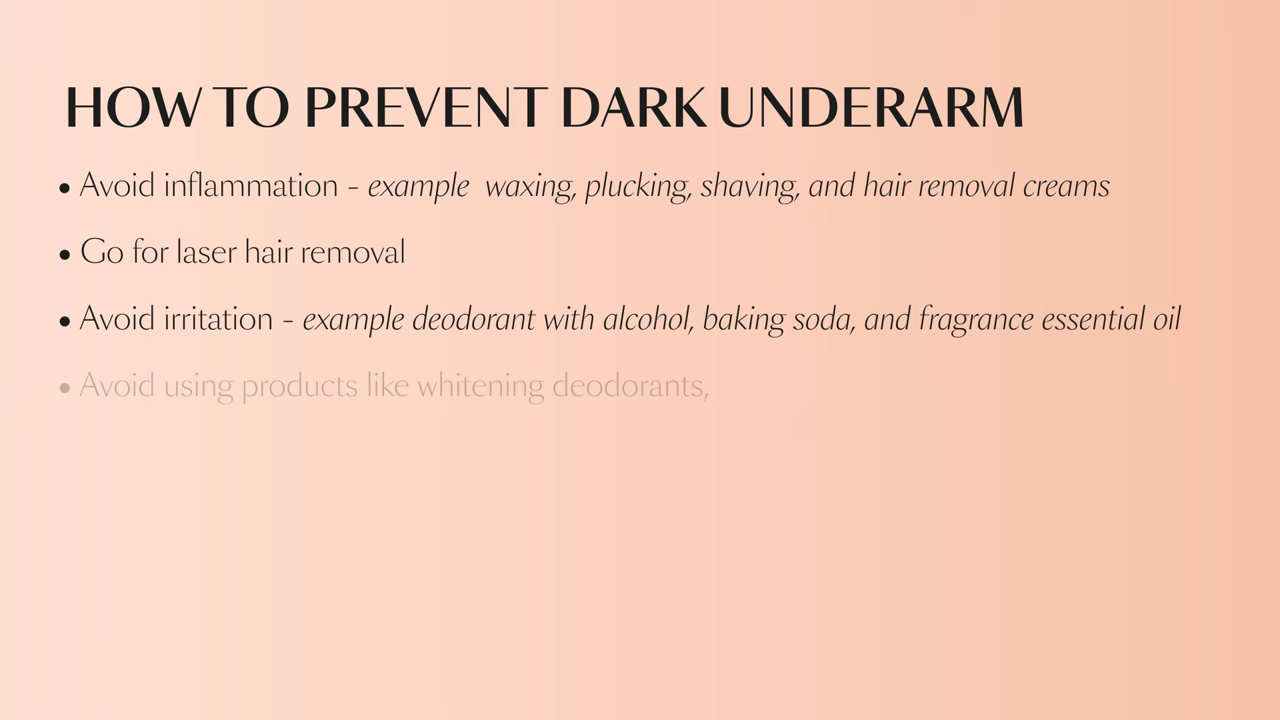 HOW TO PREVENT DARK UNDERARM
• Avoid inflammation - example  waxing, plucking, shaving, and hair removal creams
• Go for laser hair removal
• Avoid irritation - example deodorant with alcohol, baking soda, and fragrance essential oil
• Avoid using products like whitening deodorants,